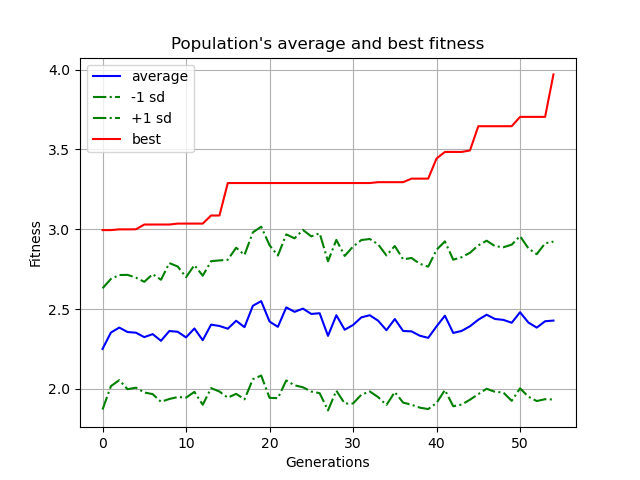 Population's average and best fitness
average
-1 sd
+1 sd
best
4.0
3.5
3.0
2.5
2.0
Fitness
0
10
20
30
40
50
Generations